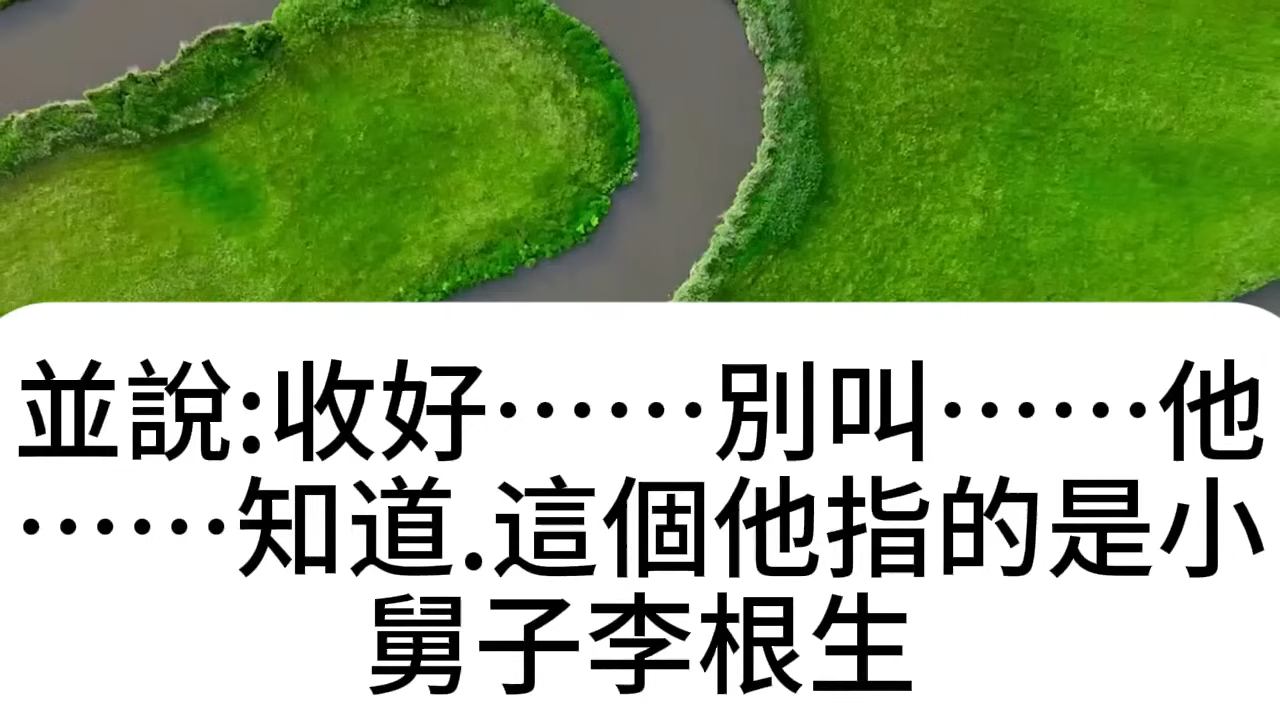 並說:收好……別叫……他
……知道.這個他指的是小
舅子李根生